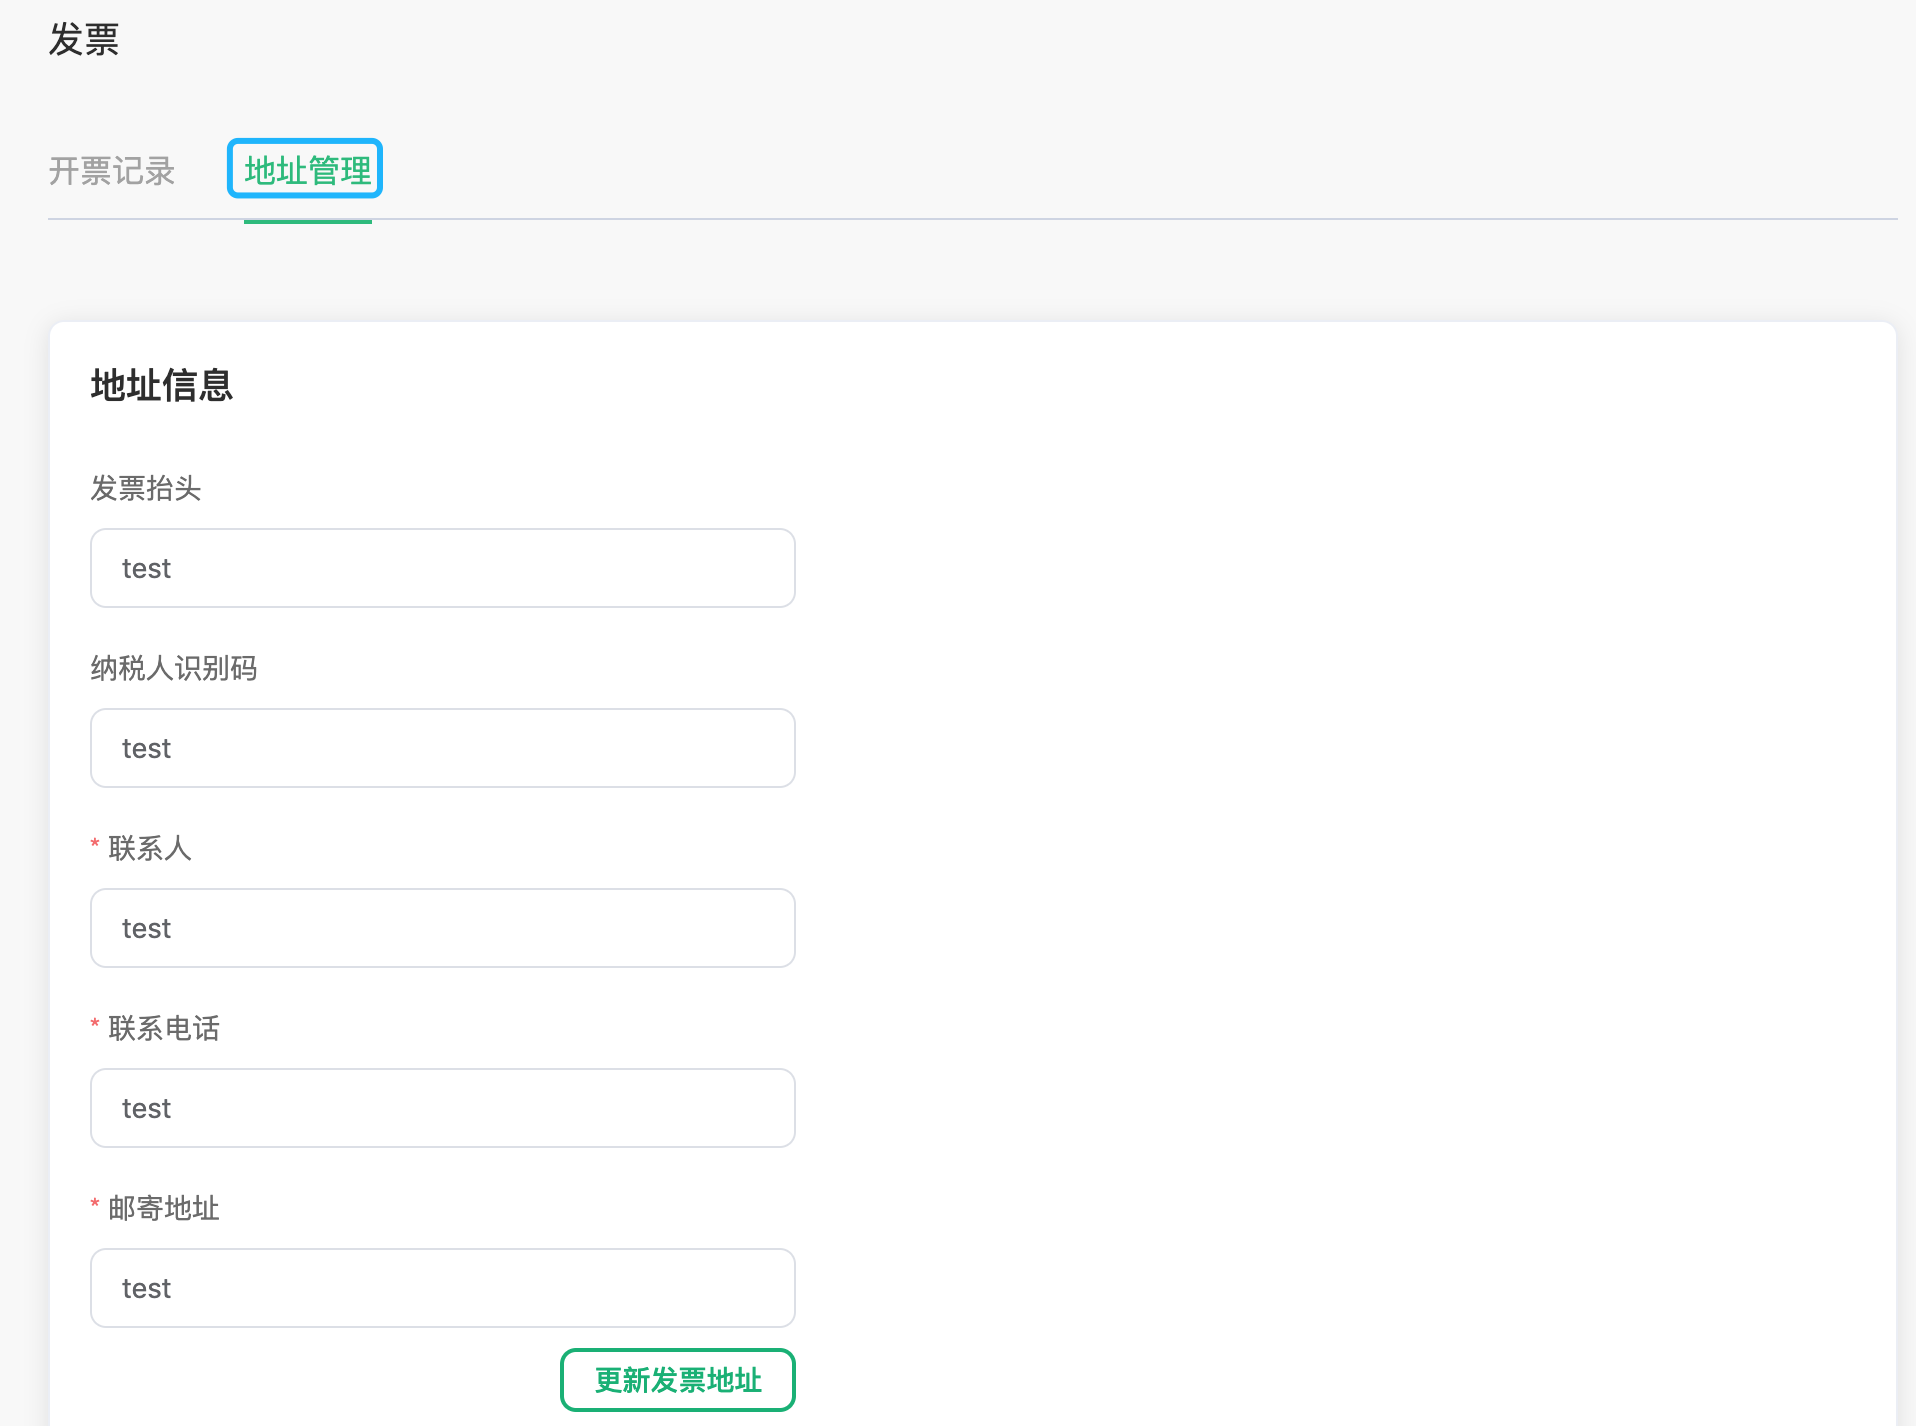 发票
开票记录 地址管理
地址信息
发票抬头
test
纳税人识别码
test
* 联系人
test
* 联系电话
test
* 邮寄地址
test
更新发票地址